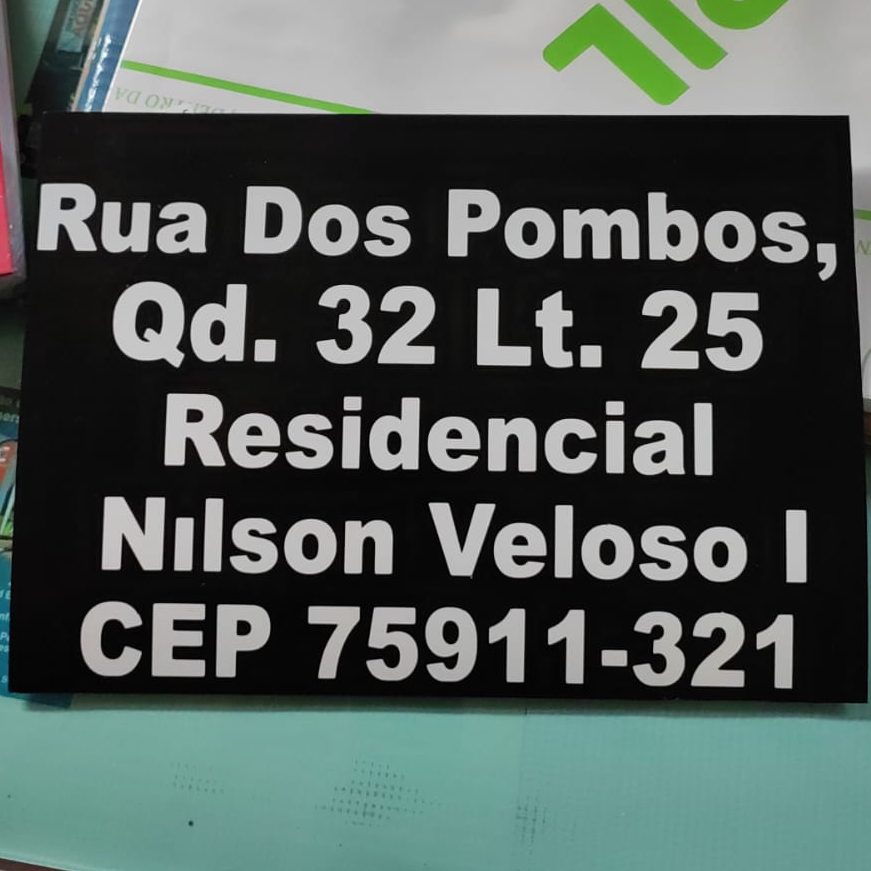 Rua Dos Pombos,
Qd. 32 Lt. 25
Residencial
Nılson Veloso I
CEP 75911-321